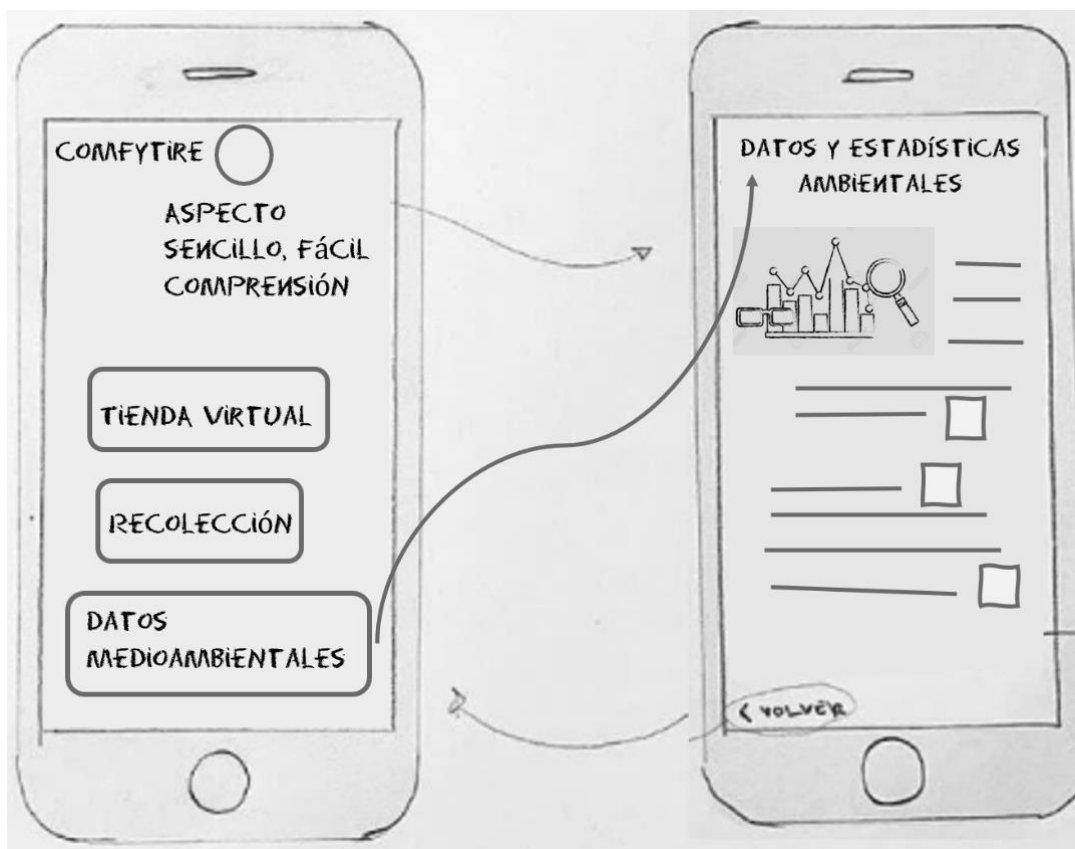 COMFYTIRE
ASPECTO
SENCILLO, FÁCIL
COMPRENSIÓN
TIENDA VIRTUAL
RECOLECCIÓN
DATOS
MEDIOAMBIENTALES
DATOS Y ESTADÍSTICAS
AMBIENTALES
< VOLVER